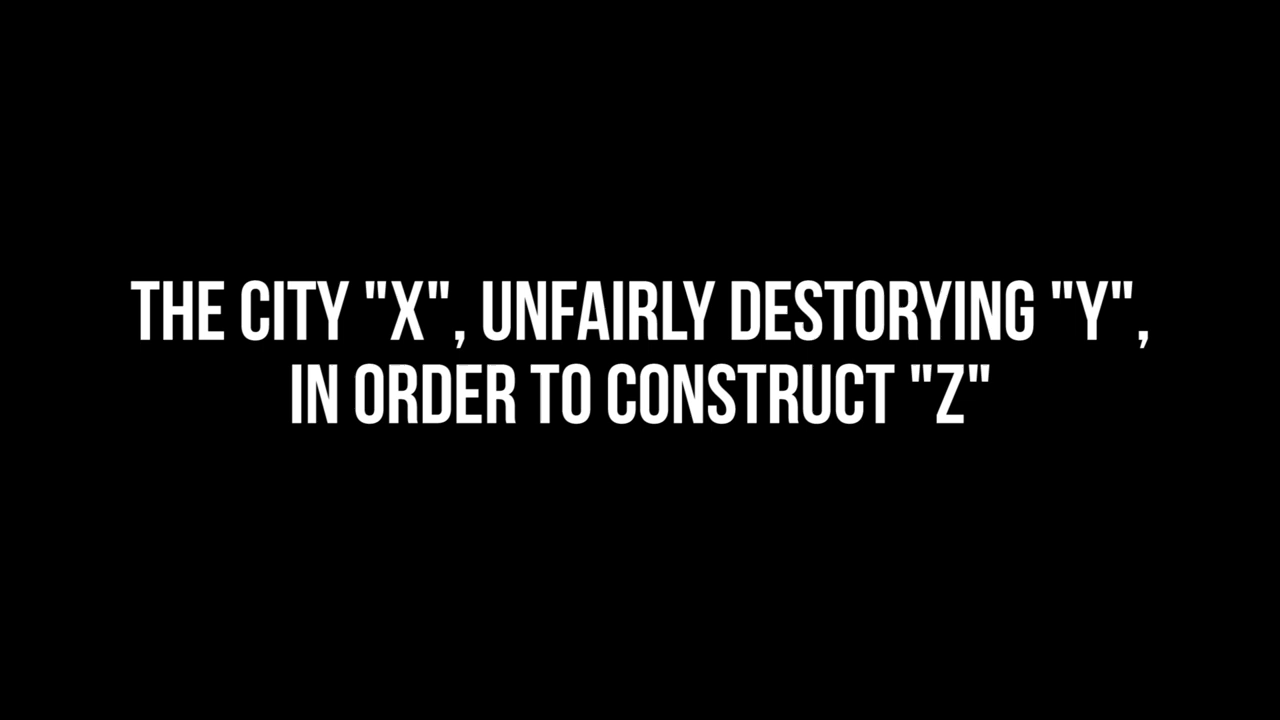 THE CITY "X", UNFAIRLY DESTORYING "Y",
IN ORDER TO CONSTRUCT "Z"